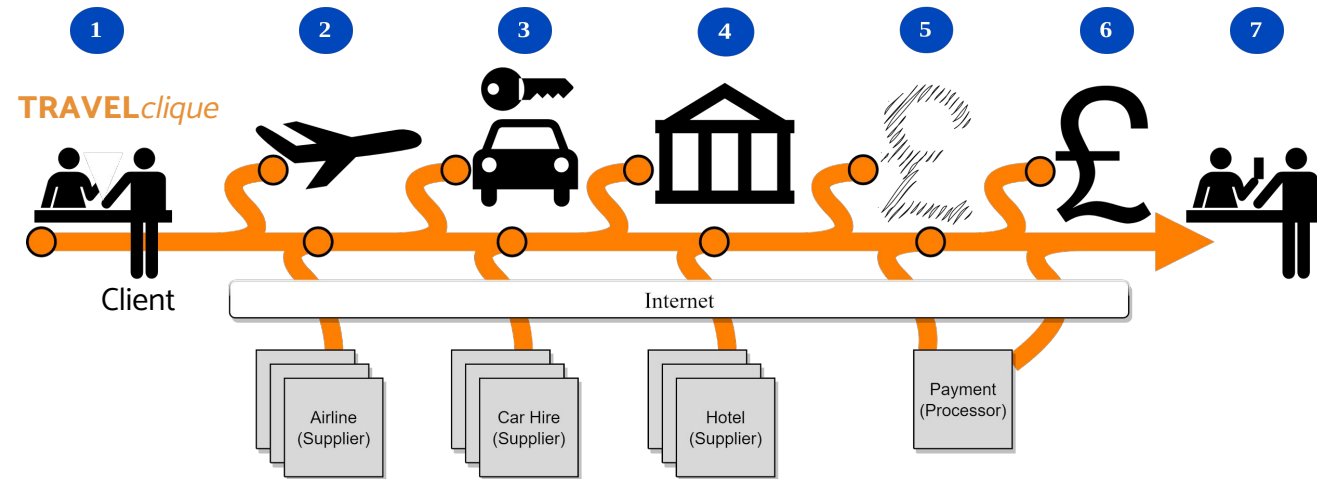 1 2 3 4 5 6 7
TRAVELclique
£ £
Client
Internet
Airline
(Supplier)
Car Hire
(Supplier)
Hotel
(Supplier)
Payment
(Processor)